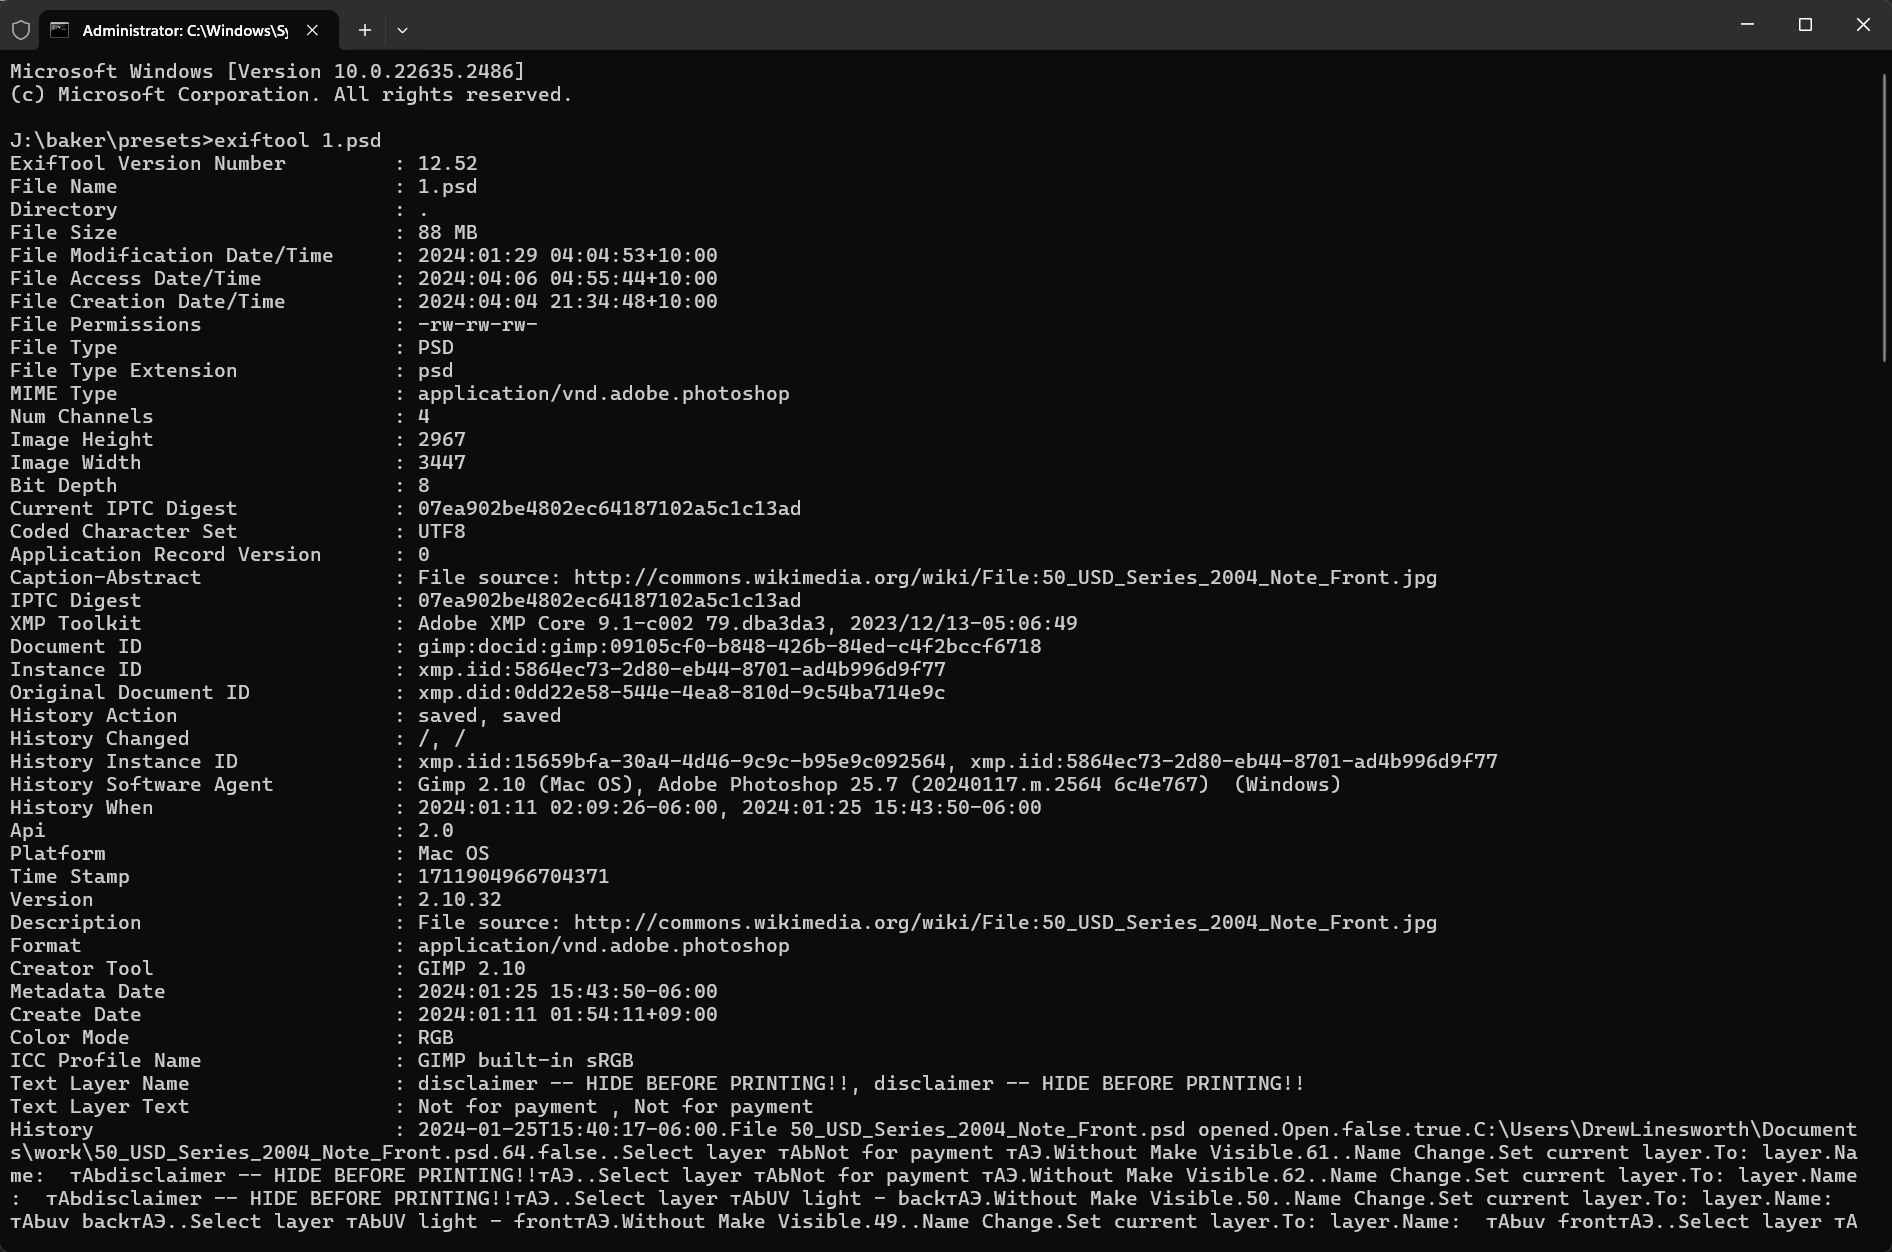 Administrator: C:\Windows\Sy
Microsoft Windows [Version 10.0.22635.2486]
(c) Microsoft Corporation. All rights reserved.
J:\baker\presets>exiftool 1.psd
ExifTool Version Number : 12.52
File Name : 1.psd
Directory : .
File Size : 88 MB
File Modification Date/Time : 2024:01:29 04:04:53+10:00
File Access Date/Time : 2024:04:06 04:55:44+10:00
File Creation Date/Time : 2024:04:04 21:34:48+10:00
File Permissions : -rw-rw-rw-
File Type : PSD
File Type Extension : psd
MIME Type : application/vnd.adobe.photoshop
Num Channels : 4
Image Height : 2967
Image Width : 3447
Bit Depth : 8
Current IPTC Digest : 07ea902be4802ec64187102a5c1c13ad
Coded Character Set : UTF8
Application Record Version : 0
Caption-Abstract : File source: http://commons.wikimedia.org/wiki/File:50_USD_Series_2004_Note_Front.jpg
IPTC Digest : 07ea902be4802ec64187102a5c1c13ad
XMP Toolkit : Adobe XMP Core 9.1-c002 79.dba3da3, 2023/12/13-05:06:49
Document ID : gimp:docid:gimp:09105cf0-b848-426b-84ed-c4f2bccf6718
Instance ID : xmp.iid:5864ec73-2d80-eb44-8701-ad4b996d9f77
Original Document ID : xmp.did:0dd22e58-544e-4ea8-810d-9c54ba714e9c
History Action : saved, saved
History Changed : /, /
History Instance ID : xmp.iid:15659bfa-30a4-4d46-9c9c-b95e9c092564, xmp.iid:5864ec73-2d80-eb44-8701-ad4b996d9f77
History Software Agent : Gimp 2.10 (Mac OS), Adobe Photoshop 25.7 (20240117.m.2564 6c4e767)  (Windows)
History When : 2024:01:11 02:09:26-06:00, 2024:01:25 15:43:50-06:00
Api : 2.0
Platform : Mac OS
Time Stamp : 1711904966704371
Version : 2.10.32
Description : File source: http://commons.wikimedia.org/wiki/File:50_USD_Series_2004_Note_Front.jpg
Format : application/vnd.adobe.photoshop
Creator Tool : GIMP 2.10
Metadata Date : 2024:01:25 15:43:50-06:00
Create Date : 2024:01:11 01:54:11+09:00
Color Mode : RGB
ICC Profile Name : GIMP built-in sRGB
Text Layer Name : disclaimer -- HIDE BEFORE PRINTING!!, disclaimer -- HIDE BEFORE PRINTING!!
Text Layer Text : Not for payment , Not for payment
History : 2024-01-25T15:40:17-06:00.File 50_USD_Series_2004_Note_Front.psd opened.Open.false.true.C:\Users\DrewLinesworth\Document
s\work\50_USD_Series_2004_Note_Front.psd.64.false..Select layer тАЬNot for payment тАЭ.Without Make Visible.61..Name Change.Set current layer.To: layer.Na
me:  тАЬdisclaimer -- HIDE BEFORE PRINTING!!тАЭ..Select layer тАЬNot for payment тАЭ.Without Make Visible.62..Name Change.Set current layer.To: layer.Name
:  тАЬdisclaimer -- HIDE BEFORE PRINTING!!тАЭ..Select layer тАЬUV light - backтАЭ.Without Make Visible.50..Name Change.Set current layer.To: layer.Name:
тАЬuv backтАЭ..Select layer тАЬUV light - frontтАЭ.Without Make Visible.49..Name Change.Set current layer.To: layer.Name:  тАЬuv frontтАЭ..Select layer тА